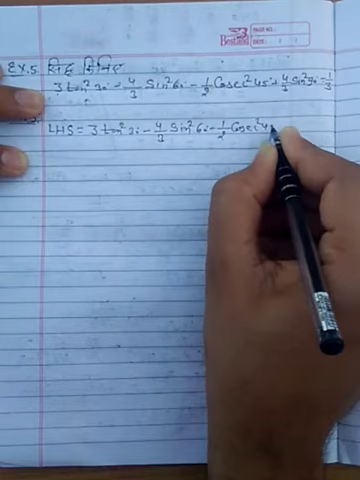 Ex.5. सिद्ध कीजिए
3 tan² 30 - 4/3 Sin² 60 - 1/2 Cosec² 45° + 4/3 Sin² 30 = 1/3
LHS = 3 tan² 30 - 4/3 Sin² 60 - 1/2 Cosec² 4